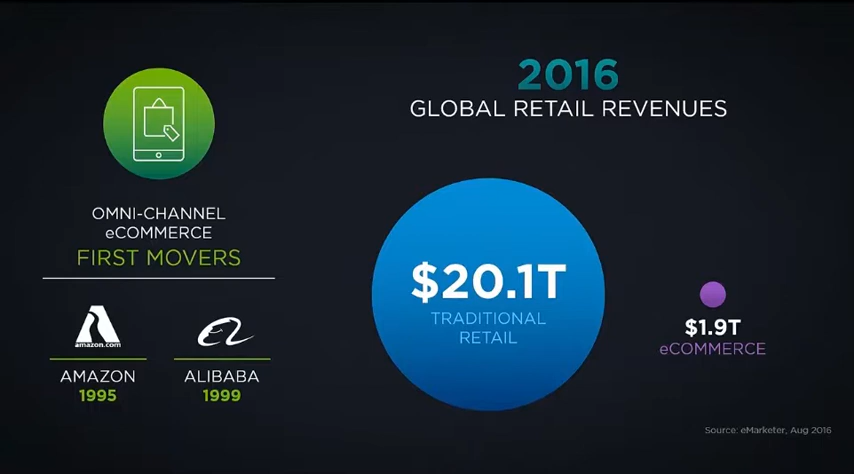 OMNI-CHANNEL
eCOMMERCE
FIRST MOVERS
amazon.com
AMAZON
1995
ALIBABA
1999
2016
GLOBAL RETAIL REVENUES
$20.1T
TRADITIONAL
RETAIL
$1.9T
eCOMMERCE
Source: eMarketer, Aug 2016